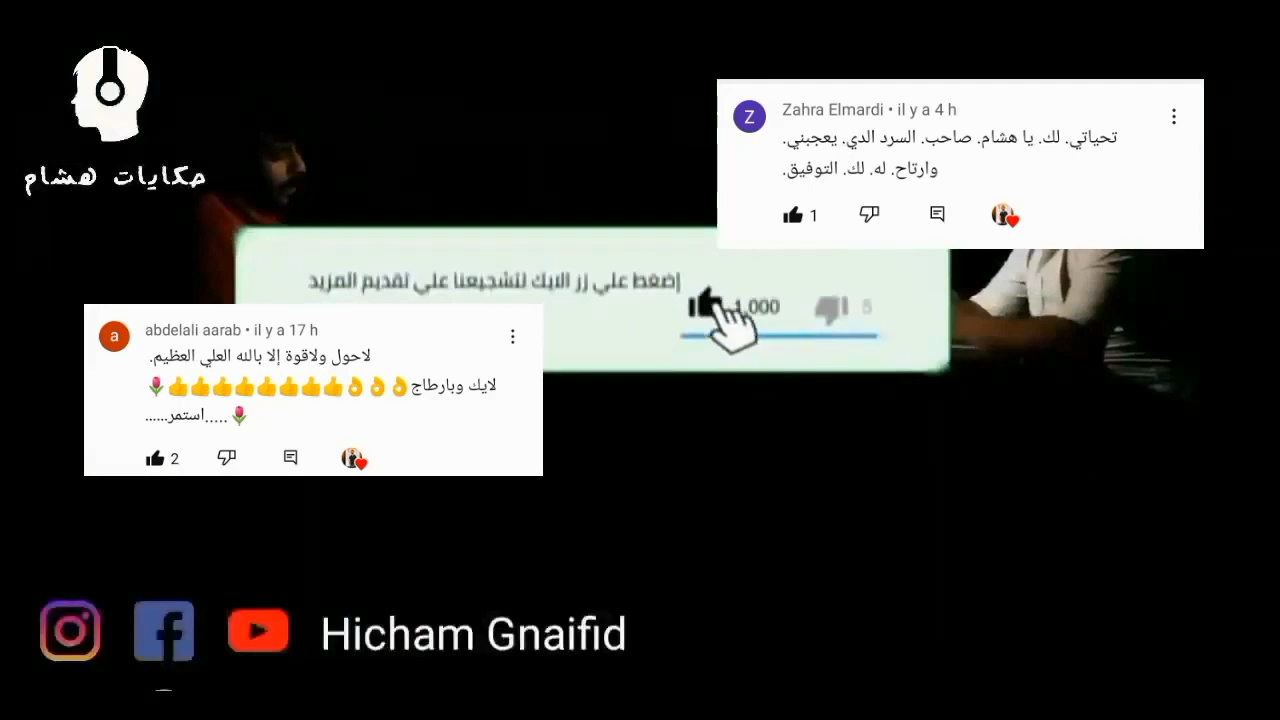 حكايات هشام
Z
Zahra Elmardi • il y a 4 h
تحياتي. لك. يا هشام. صاحب. السرد الدي. يعجبني.
وارتاح. له. لك. التوفيق.
1
إضغط علي زر الايك لتشجيعنا علي تقديم المزيد
1,000
5
a
abdelali aarab • il y a 17 h
لاحول ولاقوة إلا بالله العلي العظيم.
لايك وبارطاج👌👌👌👍👍👍👍👍👍👍👍🌷
🌷.....استمر......
2
Hicham Gnaifid